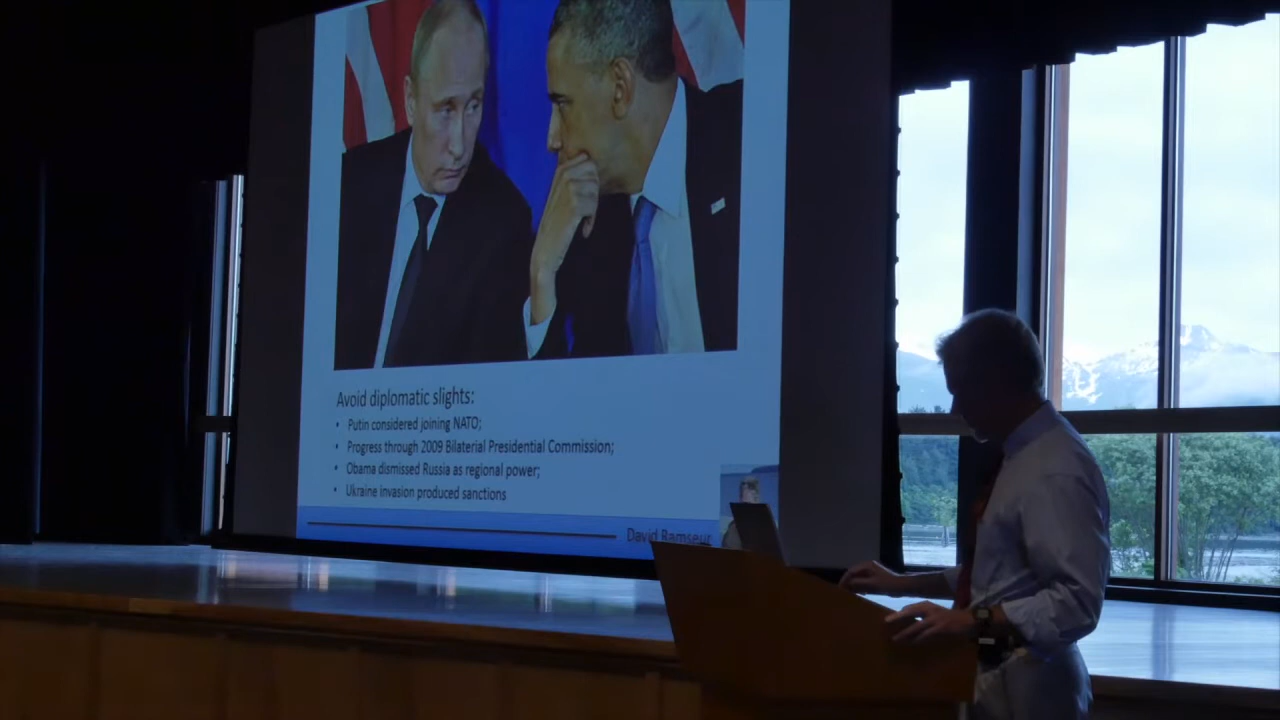 Avoid diplomatic slights:
• Putin considered joining NATO;
• Progress through 2009 Bilaterial Presidential Commission;
• Obama dismissed Russia as regional power;
• Ukraine invasion produced sanctions
David Ramseur